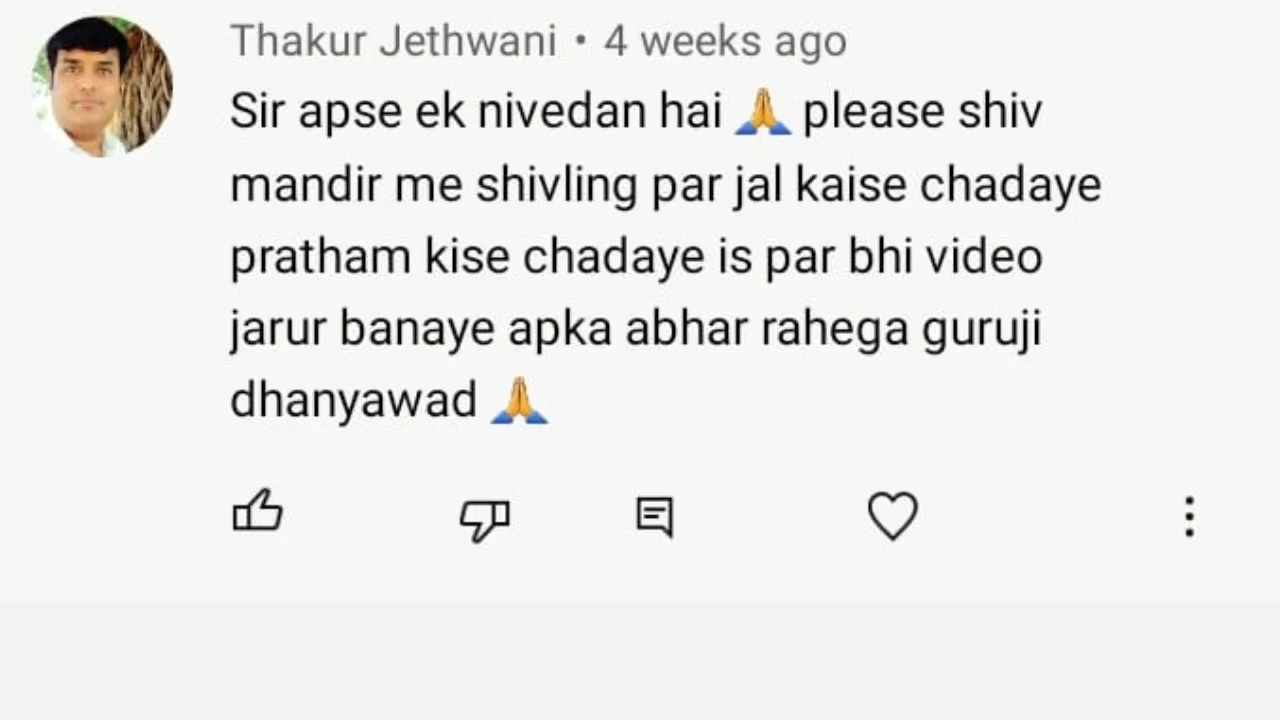 Thakur Jethwani • 4 weeks ago
Sir apse ek nivedan hai 🙏 please shiv
mandir me shivling par jal kaise chadaye
pratham kise chadaye is par bhi video
jarur banaye apka abhar rahega guruji
dhanyawad 🙏